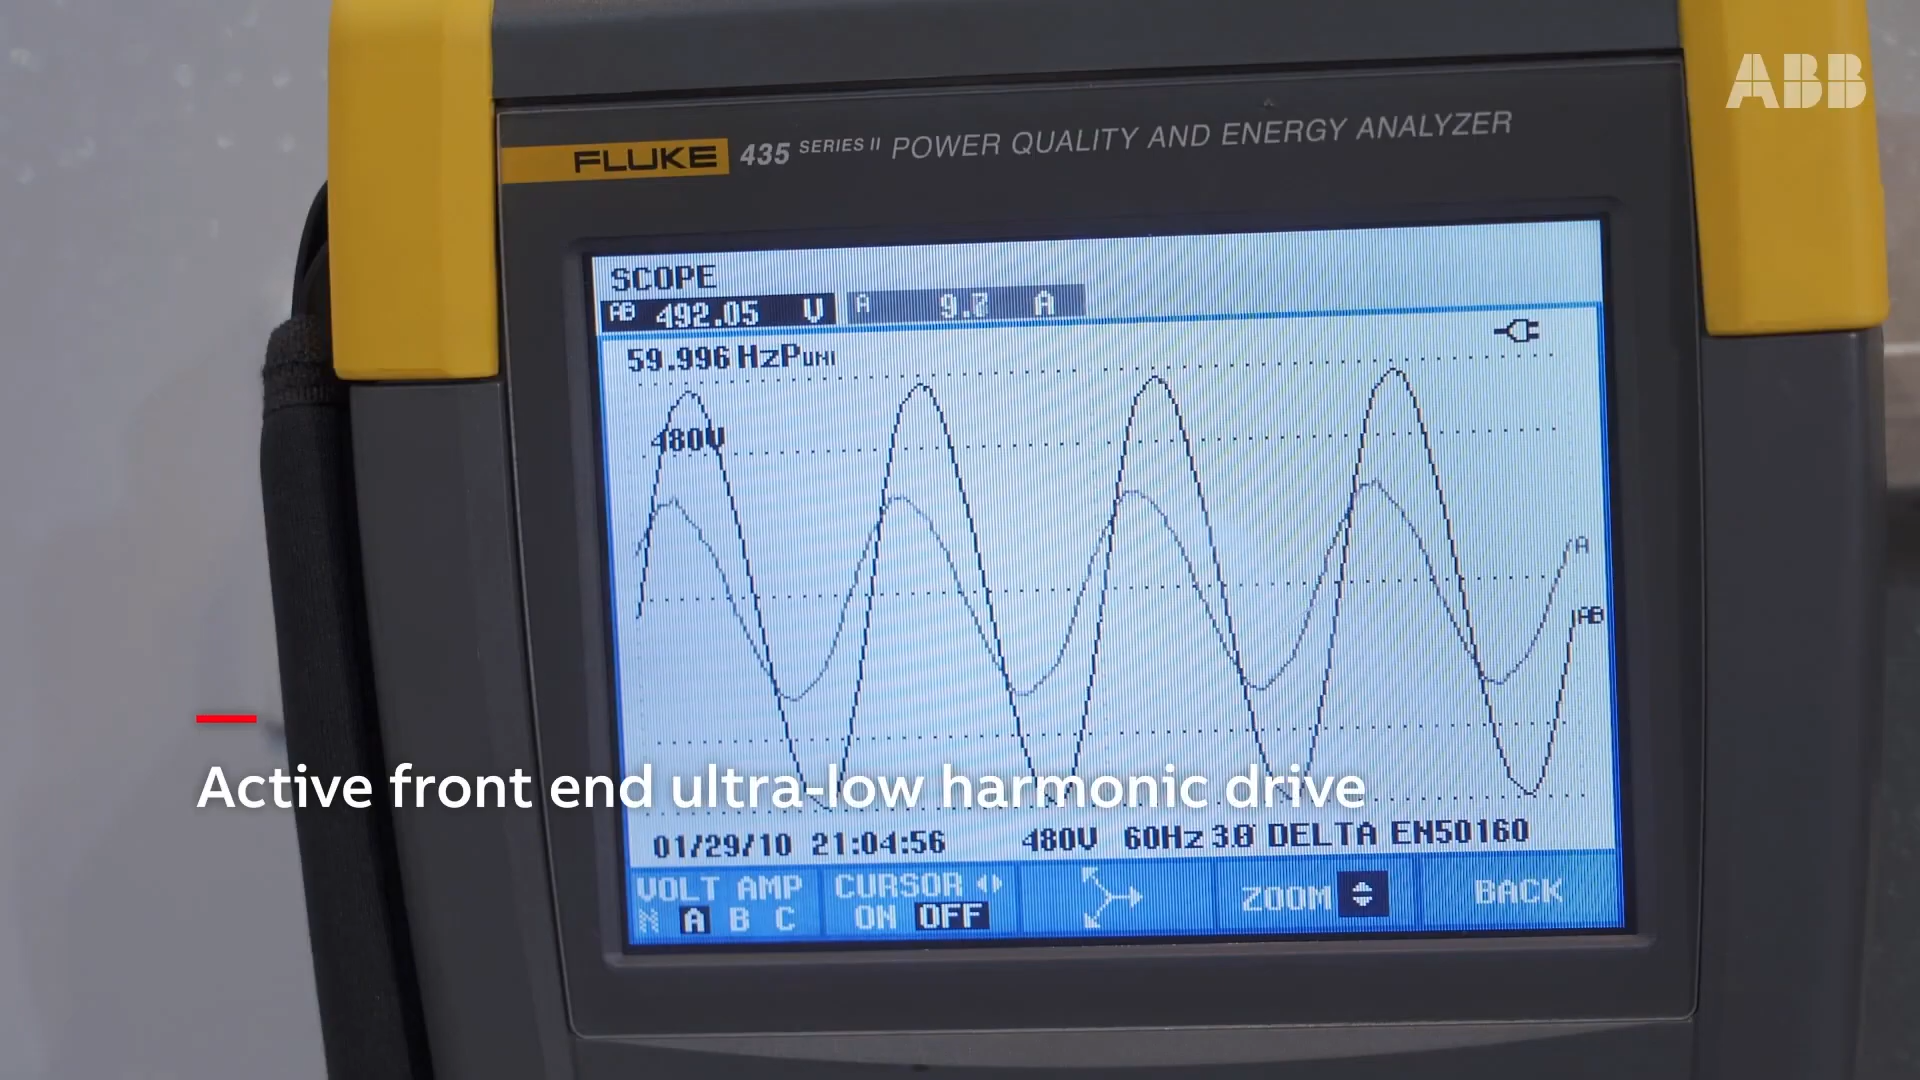 ABB
FLUKE 435 SERIES II POWER QUALITY AND ENERGY ANALYZER
SCOPE
AB 492.05 V A 9.7 A
59.996 Hz PUNI
480V
A
AB
Active front end ultra-low harmonic drive
01/29/10 21:04:56 480V 60Hz 3Ø DELTA EN50160
VOLT AMP CURSOR ZOOM BACK
N A B C ON OFF